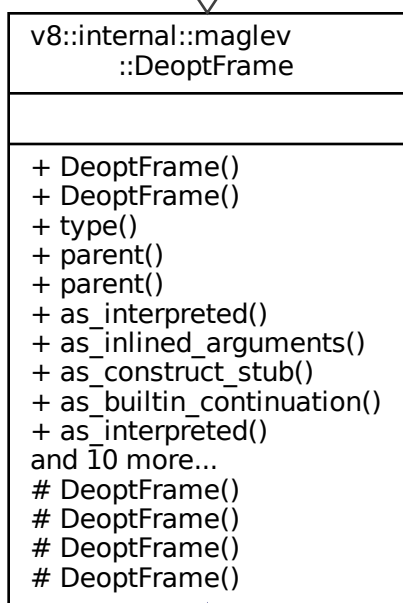 v8::internal::maglev
::DeoptFrame
+ DeoptFrame()
+ DeoptFrame()
+ type()
+ parent()
+ parent()
+ as_interpreted()
+ as_inlined_arguments()
+ as_construct_stub()
+ as_builtin_continuation()
+ as_interpreted()
and 10 more...
# DeoptFrame()
# DeoptFrame()
# DeoptFrame()
# DeoptFrame()